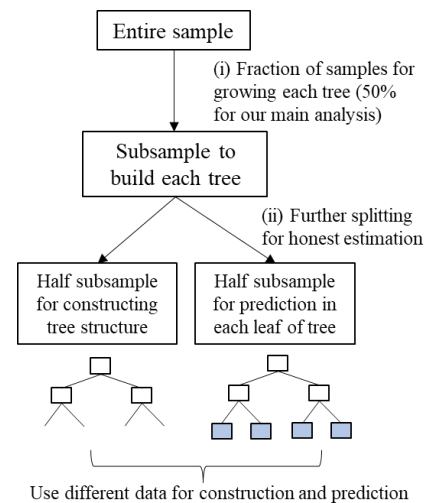 Entire sample
(i) Fraction of samples for
growing each tree (50%
for our main analysis)
Subsample to
build each tree
(ii) Further splitting
for honest estimation
Half subsample
for constructing
tree structure
Half subsample
for prediction in
each leaf of tree
Use different data for construction and prediction